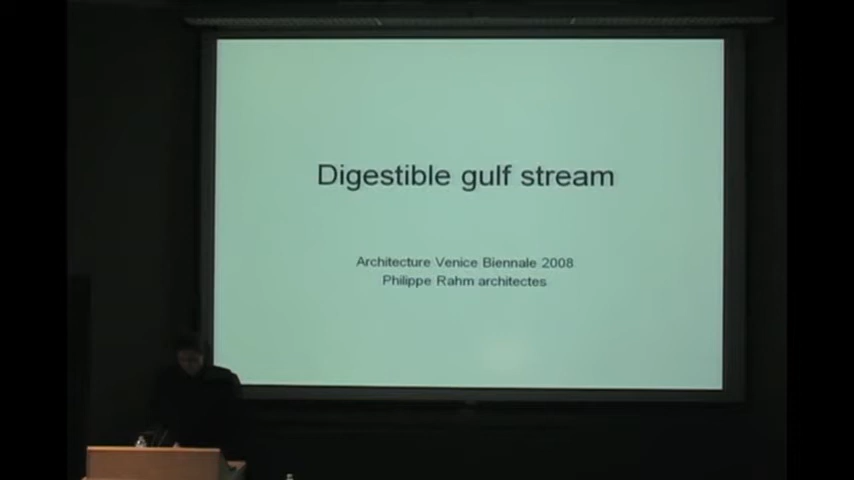 Digestible gulf stream
Architecture Venice Biennale 2008
Philippe Rahm architectes